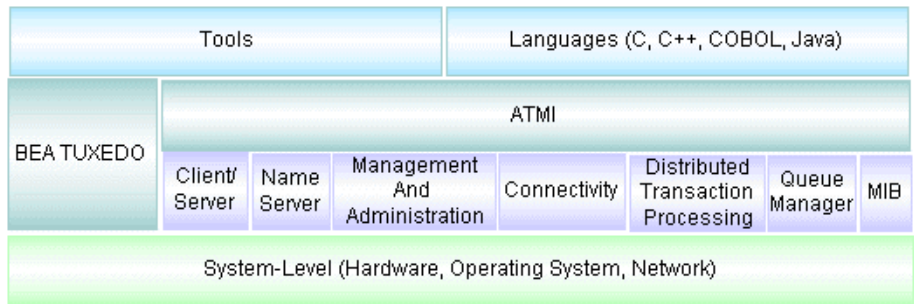 Tools
Languages (C, C++, COBOL, Java)
BEA TUXEDO
ATMI
Client/
Server
Name
Server
Management
And
Administration
Connectivity
Distributed
Transaction
Processing
Queue
Manager
MIB
System-Level (Hardware, Operating System, Network)